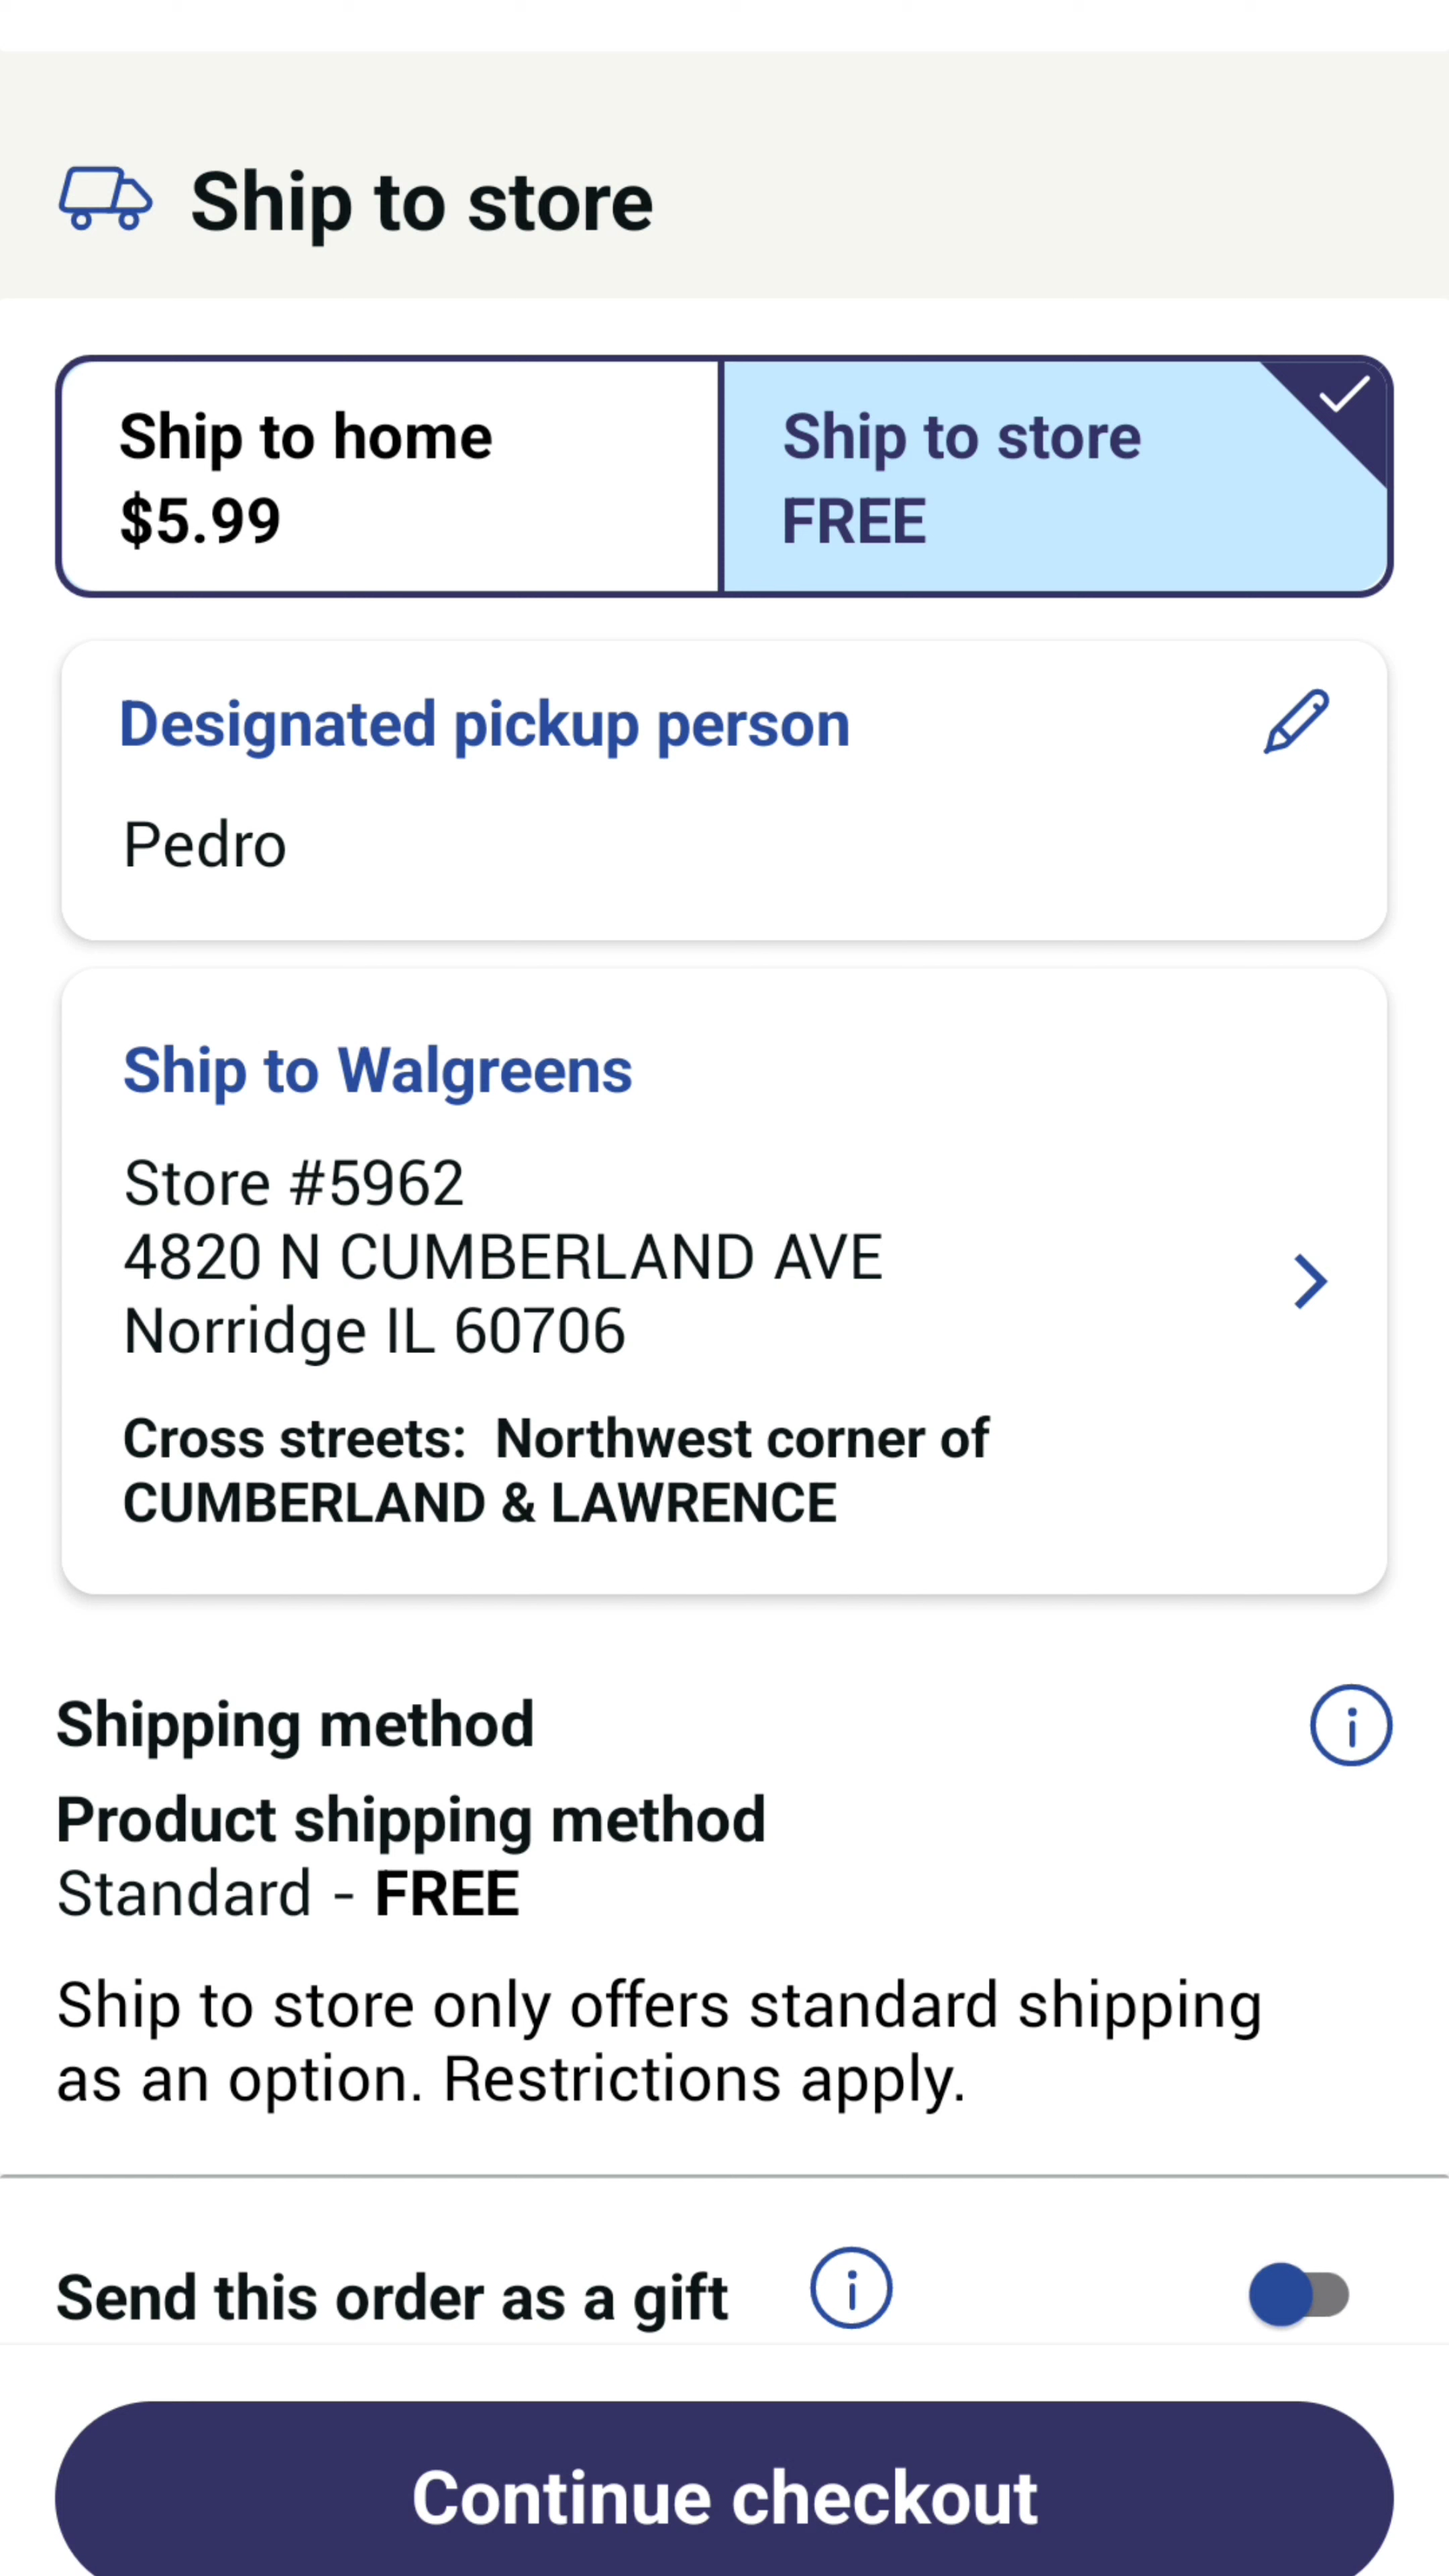 Ship to store
Ship to home
$5.99
Ship to store
FREE
Designated pickup person
Pedro
Ship to Walgreens
Store #5962
4820 N CUMBERLAND AVE
Norridge IL 60706
Cross streets:  Northwest corner of
CUMBERLAND & LAWRENCE
Shipping method
Product shipping method
Standard - FREE
Ship to store only offers standard shipping
as an option. Restrictions apply.
Send this order as a gift
Continue checkout